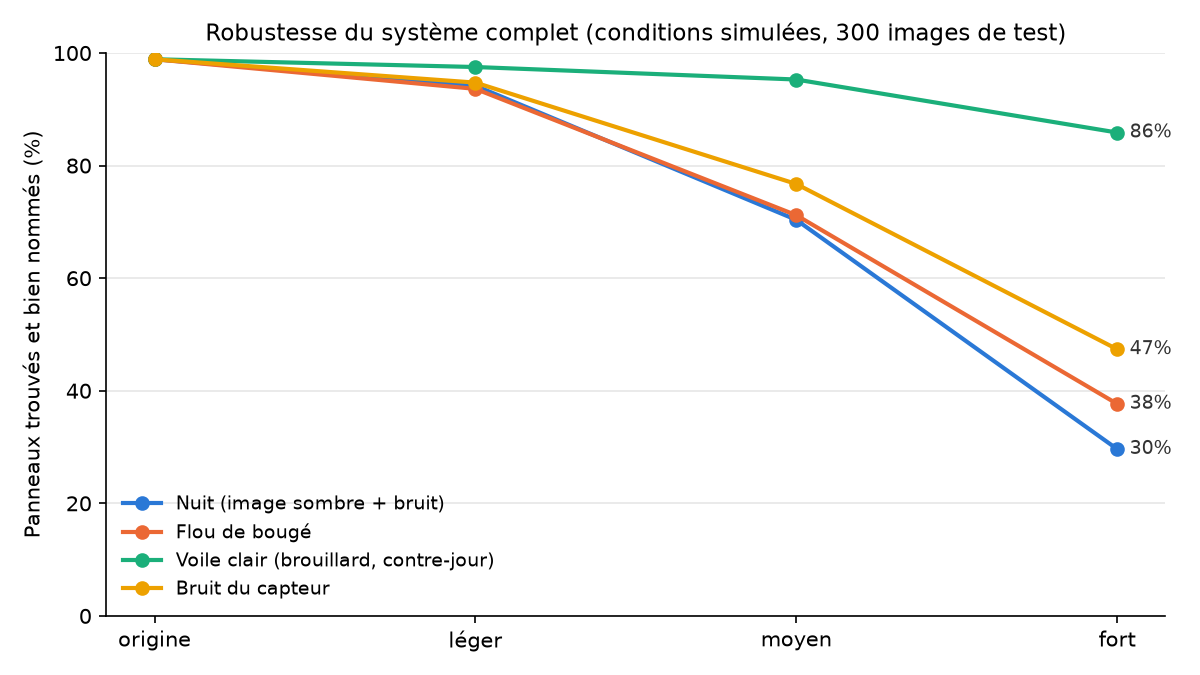 Robustesse du système complet (conditions simulées, 300 images de test)
Panneaux trouvés et bien nommés (%)
100
80
60
40
20
0
86%
47%
38%
30%
Nuit (image sombre + bruit)
Flou de bougé
Voile clair (brouillard, contre-jour)
Bruit du capteur
origine
léger
moyen
fort